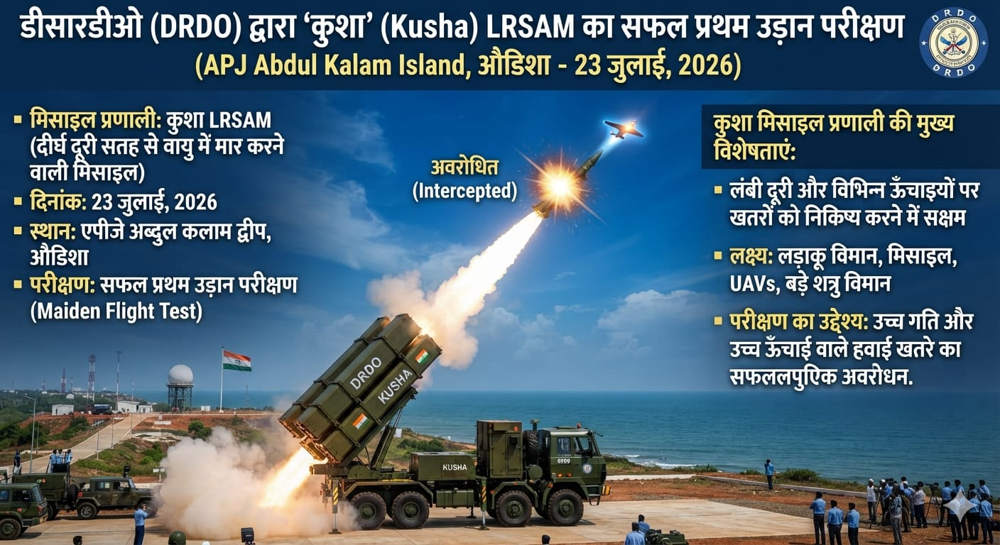 डीसारडीओ (DRDO) द्वारा ‘कुशा’ (Kusha) LRSAM का सफल प्रथम उड़ान परीक्षण
(APJ Abdul Kalam Island, औडिशा - 23 जुलाई, 2026)
DRDO
DRDO
▪ मिसाइल प्रणाली: कुशा LRSAM
(दीर्घ दूरी सतह से वायु में मार करने
वाली मिसाइल)
▪ दिनांक: 23 जुलाई, 2026
▪ स्थान: एपीजे अब्दुल कलाम द्वीप,
औडिशा
▪ परीक्षण: सफल प्रथम उड़ान परीक्षण
(Maiden Flight Test)
अवरोधित
(Intercepted)
कुशा मिसाइल प्रणाली की मुख्य
विशेषताएं:
▪ लंबी दूरी और विभिन्न ऊँचाइयों पर
खतरों को निकिष्य करने में सक्षम
▪ लक्ष्य: लड़ाकू विमान, मिसाइल,
UAVs, बड़े शत्रु विमान
▪ परीक्षण का उद्देश्य: उच्च गति और
उच्च ऊँचाई वाले हवाई खतरे का
सफललपुएिक अवरोधन.
DRDO
KUSHA
KUSHA